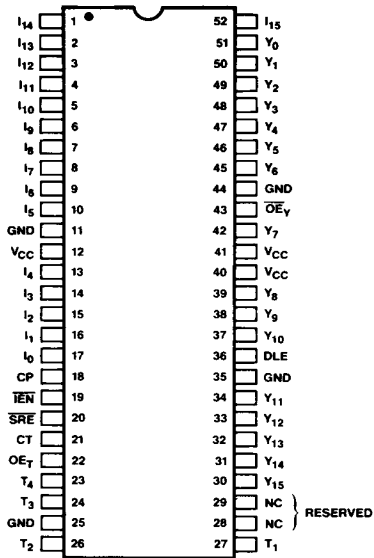 I14 1 52 I15
I13 2 51 Y0
I12 3 50 Y1
I11 4 49 Y2
I10 5 48 Y3
I9 6 47 Y4
I8 7 46 Y5
I7 8 45 Y6
I6 9 44 GND
I5 10 43 O̅E̅Y
GND 11 42 Y7
VCC 12 41 VCC
I4 13 40 VCC
I3 14 39 Y8
I2 15 38 Y9
I1 16 37 Y10
I0 17 36 DLE
CP 18 35 GND
I̅E̅N̅ 19 34 Y11
S̅R̅E̅ 20 33 Y12
CT 21 32 Y13
OET 22 31 Y14
T4 23 30 Y15
T3 24 29 NC
GND 25 28 NC
RESERVED
T2 26 27 T1